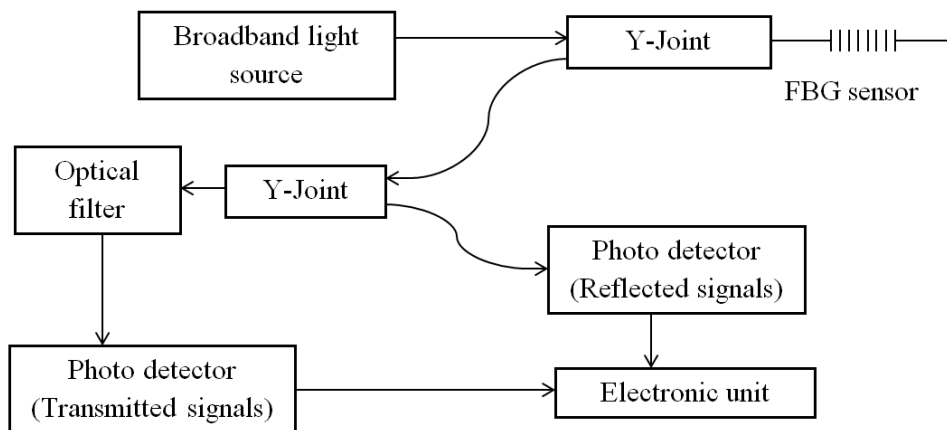 Broadband light
source
Y-Joint
FBG sensor
Optical
filter
Y-Joint
Photo detector
(Reflected signals)
Photo detector
(Transmitted signals)
Electronic unit